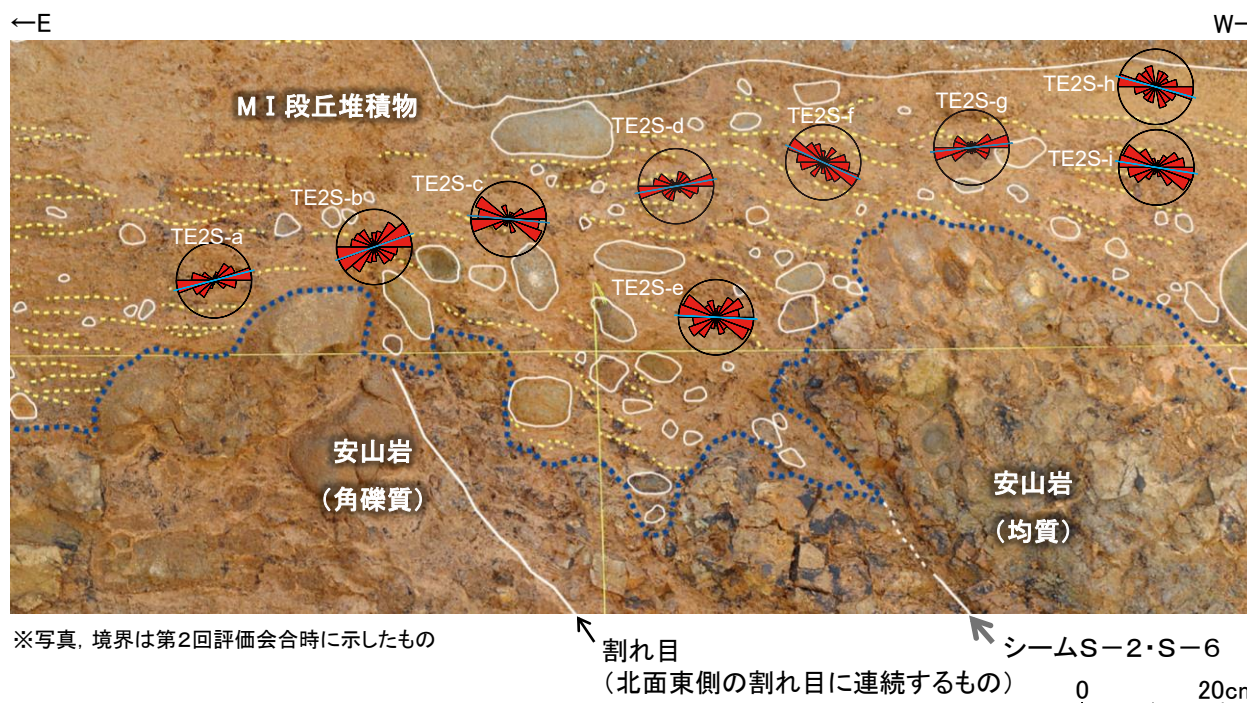 ←E
W
MⅠ段丘堆積物
TE2S-h
TE2S-g
TE2S-f
TE2S-d
TE2S-i
TE2S-c
TE2S-b
TE2S-a
TE2S-e
安山岩
(角礫質)
安山岩
(均質)
※写真,境界は第2回評価会合時に示したもの
割れ目
(北面東側の割れ目に連続するもの)
シームS-2・S-6
0 20cm